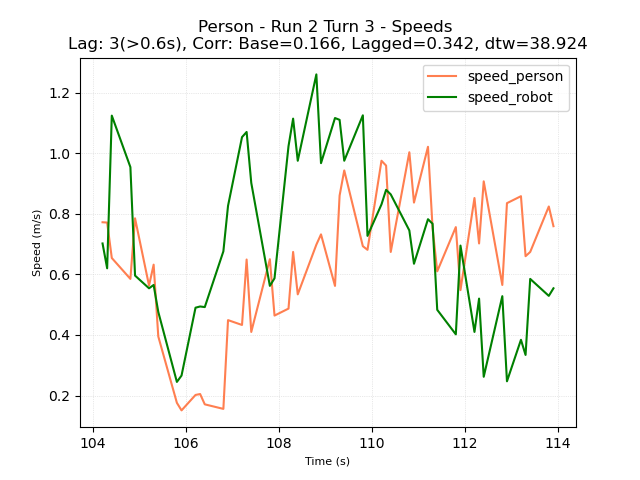 Person - Run 2 Turn 3 - Speeds
Lag: 3(>0.6s), Corr: Base=0.166, Lagged=0.342, dtw=38.924
speed_person
speed_robot
1.2
1.0
0.8
0.6
0.4
0.2
Speed (m/s)
104 106 108 110 112 114
Time (s)